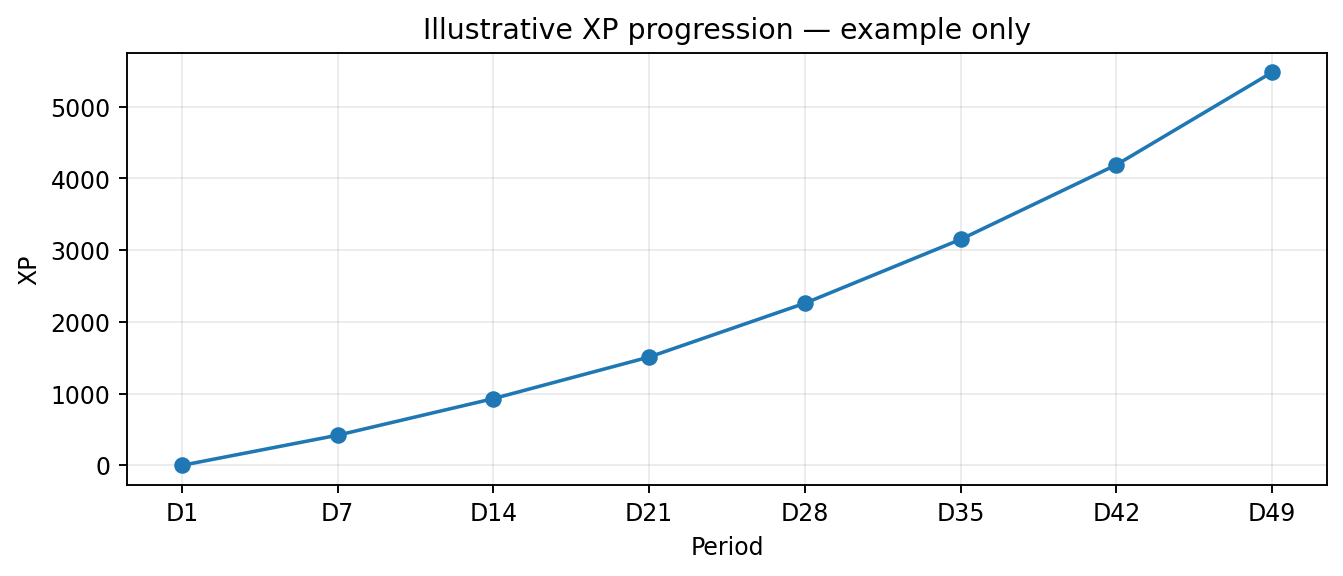 Illustrative XP progression — example only
XP
5000
4000
3000
2000
1000
0
D1 D7 D14 D21 D28 D35 D42 D49
Period